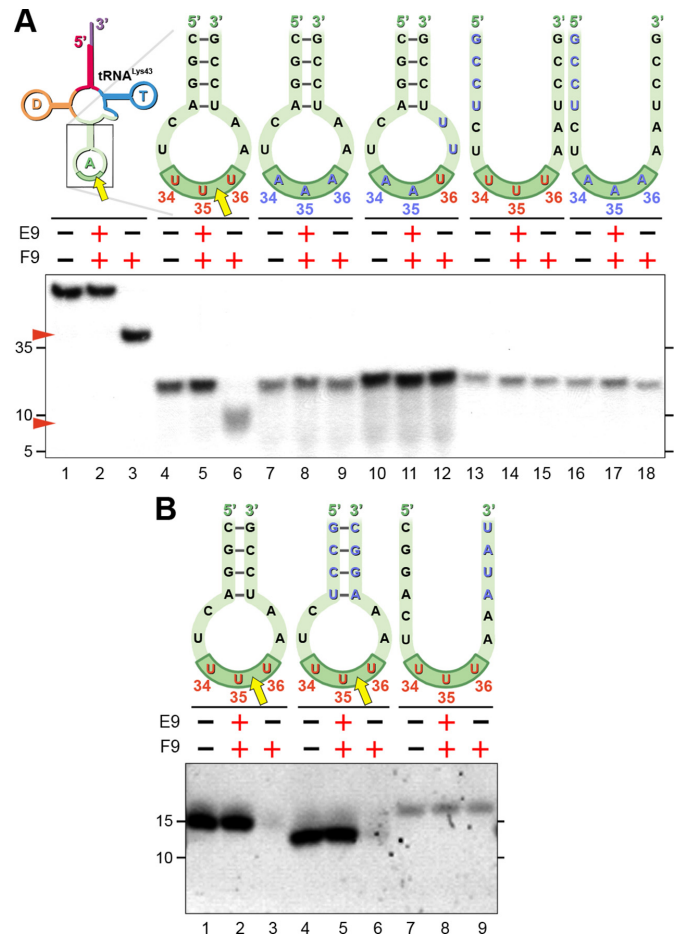 A
3'
5'
tRNALys43
D
T
A
5' 3' 5' 3' 5' 3' 5' 3' 5' 3'
C G C G C G G G G G
G C G C G C C C C C
G C G C G C C C C C
A U A U A U U U U U
C A C A C U C A C A
U A U A U U U A U A
U U U A A A A A U U U U A A A
34 36 34 36 34 36 34 36 34 36
35 35 35 35 35
E9 − + − − + − − + − − + − − + −
F9 − + + − + + − + + − + + − + + − + +
35
10
5
1 2 3 4 5 6 7 8 9 10 11 12 13 14 15 16 17 18
B
5' 3' 5' 3' 5' 3'
C G G C C U
G C C G G A
G C C G G U
A U U A A A
C A C A C A
U A U A U A
U U U U U U U U U
34 36 34 36 34 36
35 35 35
E9 − + − − + − − + −
F9 − + + − + + − + +
15
10
1 2 3 4 5 6 7 8 9